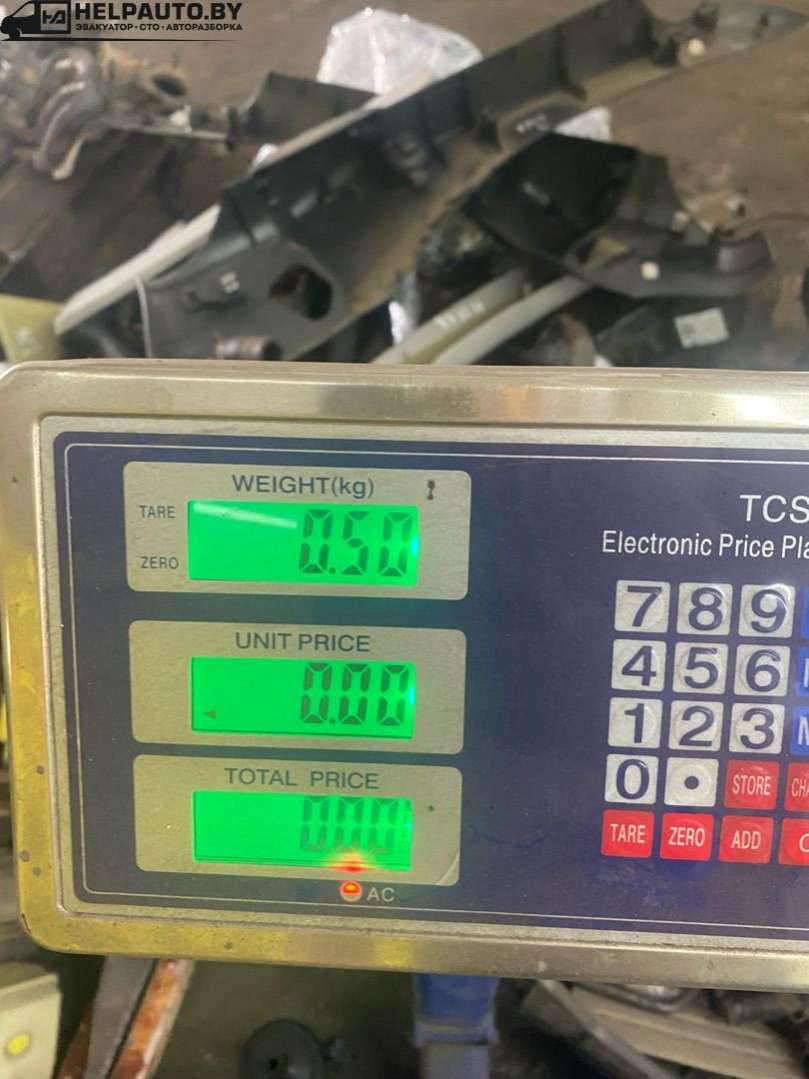 HELPAUTO.BY
ЭВАКУАТОР • СТО • АВТОРАЗБОРКА
WEIGHT(kg)
TARE
0.50
ZERO
TCS
Electronic Price Pla
UNIT PRICE
0.00
TOTAL PRICE
0.00
AC
7 8 9
4 5 6
1 2 3
0 • STORE CHA
TARE ZERO ADD C